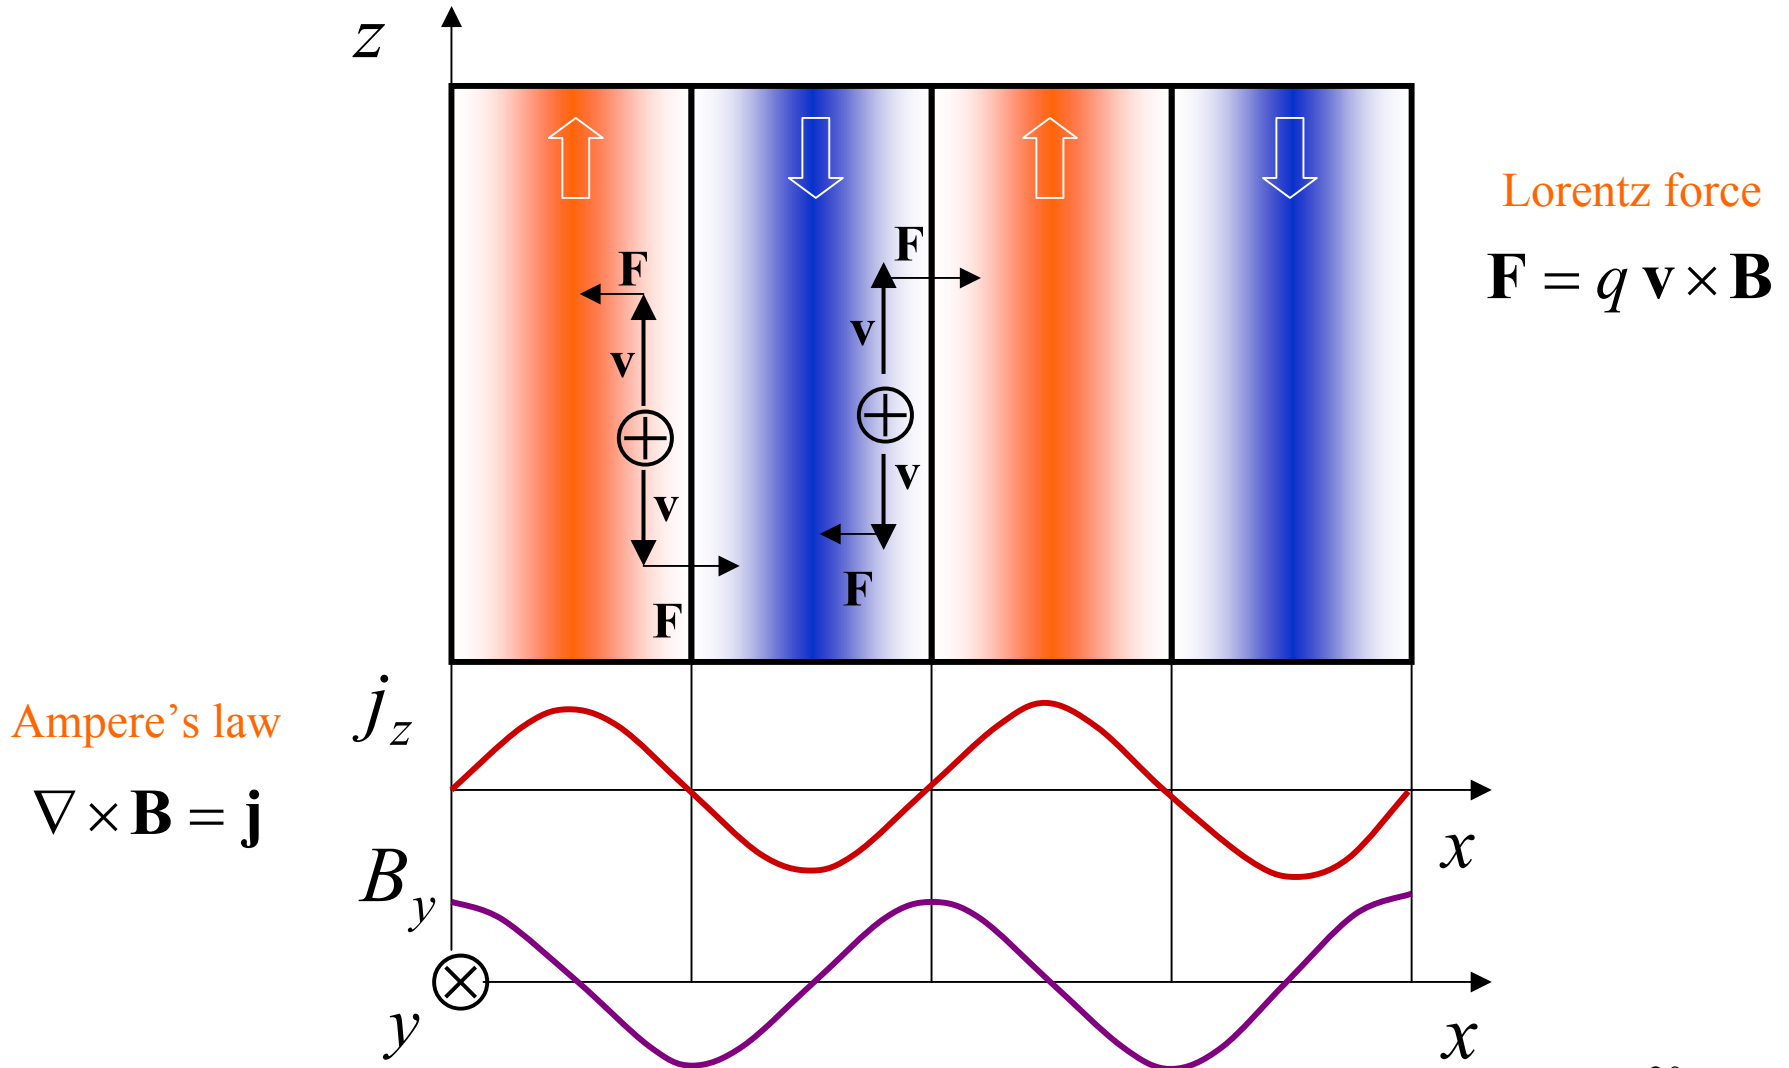 z
Lorentz force
F = q v × B
F
F
v
v
v
v
F
F
Ampere’s law
∇ × B = j
j_z
x
B_y
y
x